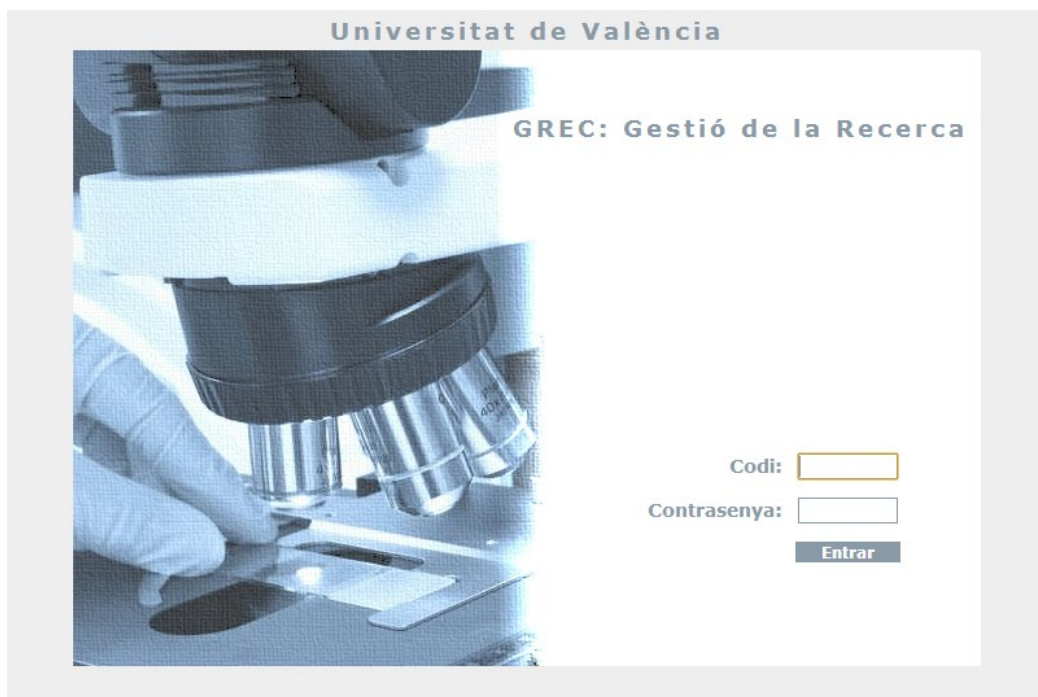 Universitat de València
GREC: Gestió de la Recerca
Codi:
Contrasenya:
Entrar